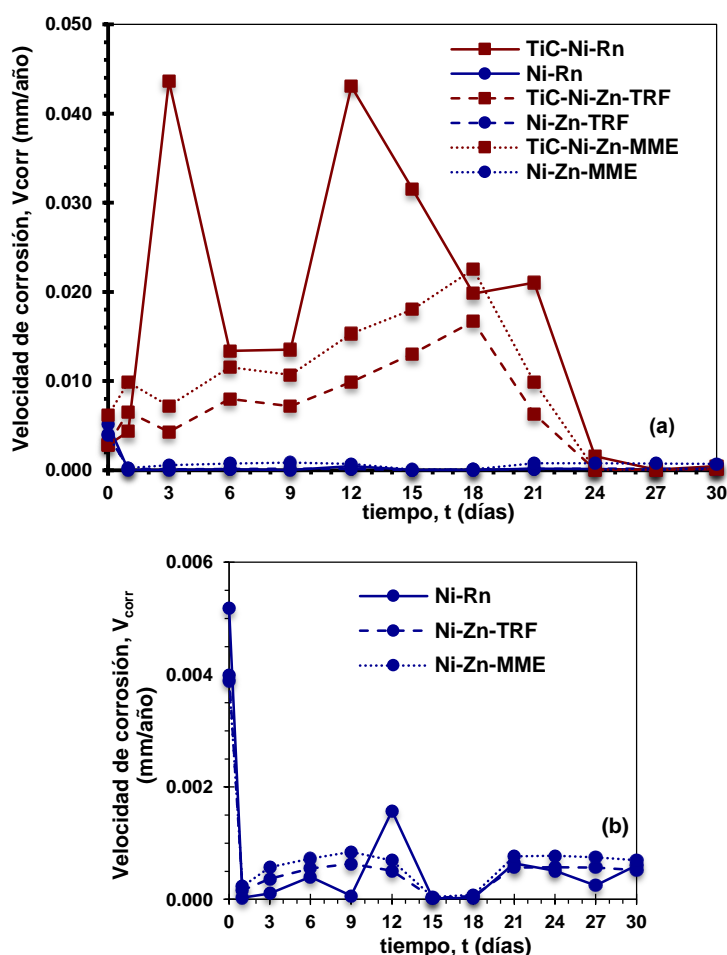 0.050
0.040
0.030
0.020
0.010
0.000
Velocidad de corrosión, Vcorr (mm/año)
TiC-Ni-Rn
Ni-Rn
TiC-Ni-Zn-TRF
Ni-Zn-TRF
TiC-Ni-Zn-MME
Ni-Zn-MME
(a)
0 3 6 9 12 15 18 21 24 27 30
tiempo, t (días)
0.006
0.004
0.002
0.000
Velocidad de corrosión, Vcorr
(mm/año)
Ni-Rn
Ni-Zn-TRF
Ni-Zn-MME
(b)
0 3 6 9 12 15 18 21 24 27 30
tiempo, t (días)